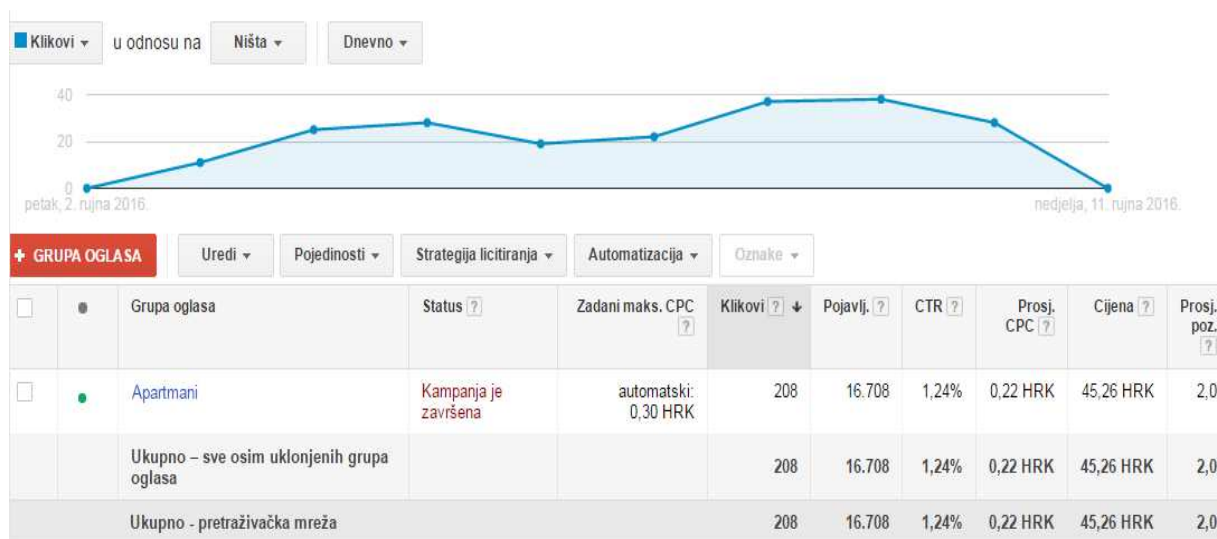 Klikovi u odnosu na Ništa Dnevno
40
20
0
petak, 2. rujna 2016. nedjelja, 11. rujna 2016.
+ GRUPA OGLASA Uredi Pojedinosti Strategija licitiranja Automatizacija Oznake
Grupa oglasa Status ? Zadani maks. CPC ? Klikovi ? Pojavlj. ? CTR ? Prosj. CPC ? Cijena ? Prosj. poz. ?
Apartmani Kampanja je završena automatski: 0,30 HRK 208 16.708 1,24% 0,22 HRK 45,26 HRK 2,0
Ukupno – sve osim uklonjenih grupa oglasa 208 16.708 1,24% 0,22 HRK 45,26 HRK 2,0
Ukupno - pretraživačka mreža 208 16.708 1,24% 0,22 HRK 45,26 HRK 2,0